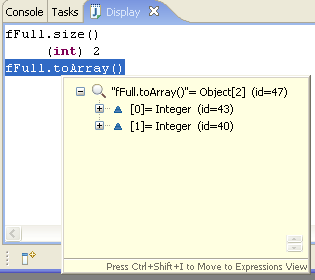 Console Tasks Display
fFull.size()
(int) 2
fFull.toArray()
"fFull.toArray()"= Object[2] (id=47)
[0]= Integer (id=43)
[1]= Integer (id=40)
Press Ctrl+Shift+I to Move to Expressions View